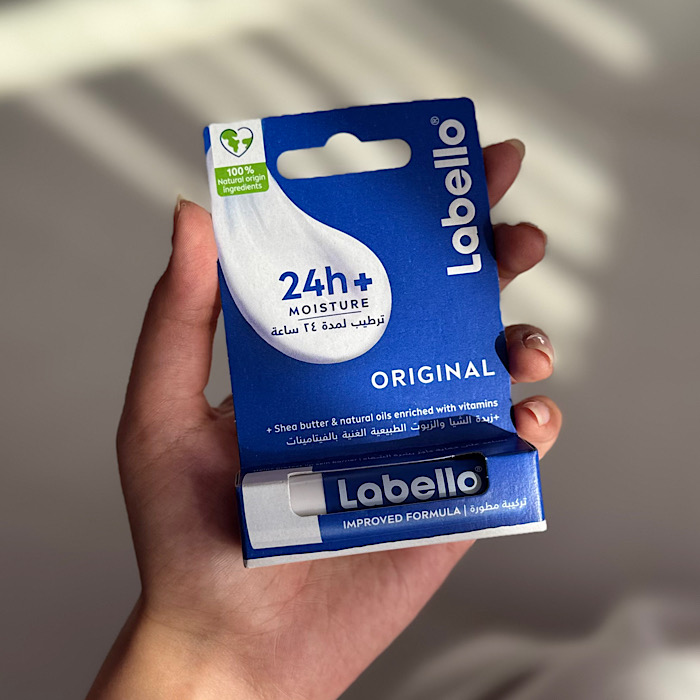 100%
Natural origin
ingredients
Labello®
24h+
MOISTURE
ترطيب لمدة ٢٤ ساعة
ORIGINAL
+ Shea butter & natural oils enriched with vitamins
+زبدة الشيا والزيوت الطبيعية الغنية بالفيتامينات
Labello®
IMPROVED FORMULA | تركيبة مطورة